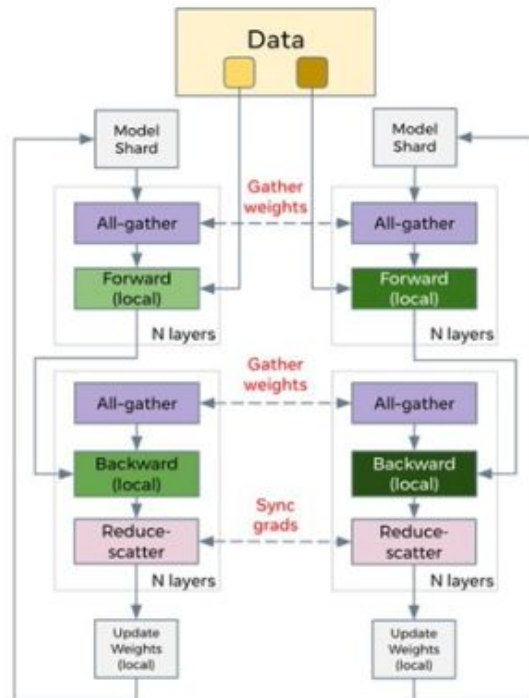 Data
Model
Shard
Model
Shard
Gather
weights
All-gather
All-gather
Forward
(local)
Forward
(local)
N layers
N layers
Gather
weights
All-gather
All-gather
Backward
(local)
Backward
(local)
Sync
grads
Reduce-
scatter
Reduce-
scatter
N layers
N layers
Update
Weights
(local)
Update
Weights
(local)